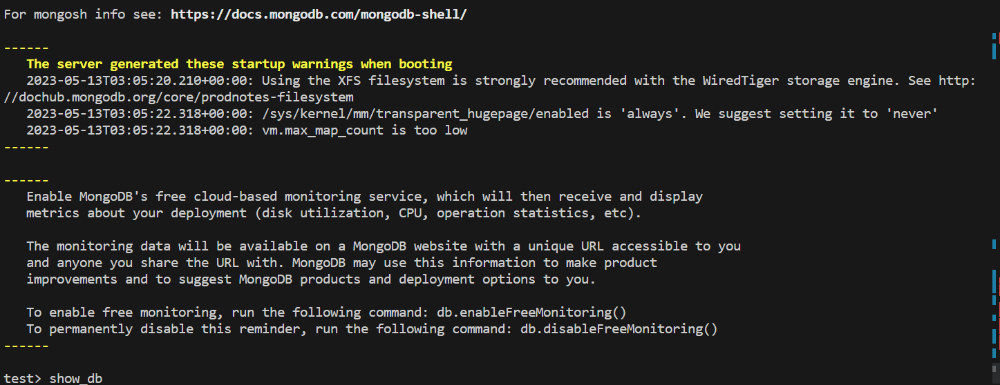 For mongosh info see: https://docs.mongodb.com/mongodb-shell/
------
The server generated these startup warnings when booting
2023-05-13T03:05:20.210+00:00: Using the XFS filesystem is strongly recommended with the WiredTiger storage engine. See http:
//dochub.mongodb.org/core/prodnotes-filesystem
2023-05-13T03:05:22.318+00:00: /sys/kernel/mm/transparent_hugepage/enabled is 'always'. We suggest setting it to 'never'
2023-05-13T03:05:22.318+00:00: vm.max_map_count is too low
------
------
Enable MongoDB's free cloud-based monitoring service, which will then receive and display
metrics about your deployment (disk utilization, CPU, operation statistics, etc).
The monitoring data will be available on a MongoDB website with a unique URL accessible to you
and anyone you share the URL with. MongoDB may use this information to make product
improvements and to suggest MongoDB products and deployment options to you.
To enable free monitoring, run the following command: db.enableFreeMonitoring()
To permanently disable this reminder, run the following command: db.disableFreeMonitoring()
------
test> show_db